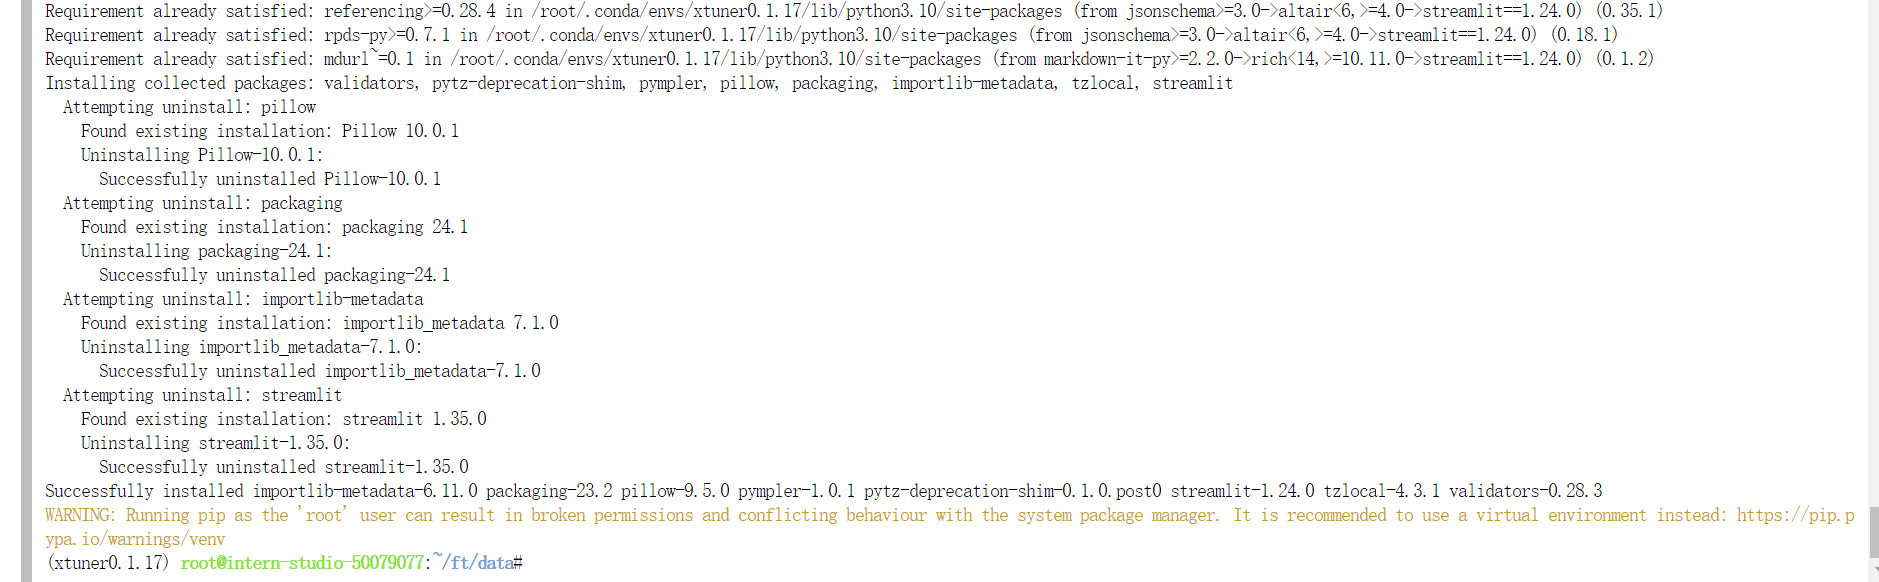 Requirement already satisfied: referencing>=0.28.4 in /root/.conda/envs/xtuner0.1.17/lib/python3.10/site-packages (from jsonschema>=3.0->altair<6,>=4.0->streamlit==1.24.0) (0.35.1)
Requirement already satisfied: rpds-py>=0.7.1 in /root/.conda/envs/xtuner0.1.17/lib/python3.10/site-packages (from jsonschema>=3.0->altair<6,>=4.0->streamlit==1.24.0) (0.18.1)
Requirement already satisfied: mdurl~=0.1 in /root/.conda/envs/xtuner0.1.17/lib/python3.10/site-packages (from markdown-it-py>=2.2.0->rich<14,>=10.11.0->streamlit==1.24.0) (0.1.2)
Installing collected packages: validators, pytz-deprecation-shim, pympler, pillow, packaging, importlib-metadata, tzlocal, streamlit
  Attempting uninstall: pillow
    Found existing installation: Pillow 10.0.1
    Uninstalling Pillow-10.0.1:
      Successfully uninstalled Pillow-10.0.1
  Attempting uninstall: packaging
    Found existing installation: packaging 24.1
    Uninstalling packaging-24.1:
      Successfully uninstalled packaging-24.1
  Attempting uninstall: importlib-metadata
    Found existing installation: importlib_metadata 7.1.0
    Uninstalling importlib_metadata-7.1.0:
      Successfully uninstalled importlib_metadata-7.1.0
  Attempting uninstall: streamlit
    Found existing installation: streamlit 1.35.0
    Uninstalling streamlit-1.35.0:
      Successfully uninstalled streamlit-1.35.0
Successfully installed importlib-metadata-6.11.0 packaging-23.2 pillow-9.5.0 pympler-1.0.1 pytz-deprecation-shim-0.1.0.post0 streamlit-1.24.0 tzlocal-4.3.1 validators-0.28.3
WARNING: Running pip as the 'root' user can result in broken permissions and conflicting behaviour with the system package manager. It is recommended to use a virtual environment instead: https://pip.p
ypa.io/warnings/venv
(xtuner0.1.17) root@intern-studio-50079077:~/ft/data#